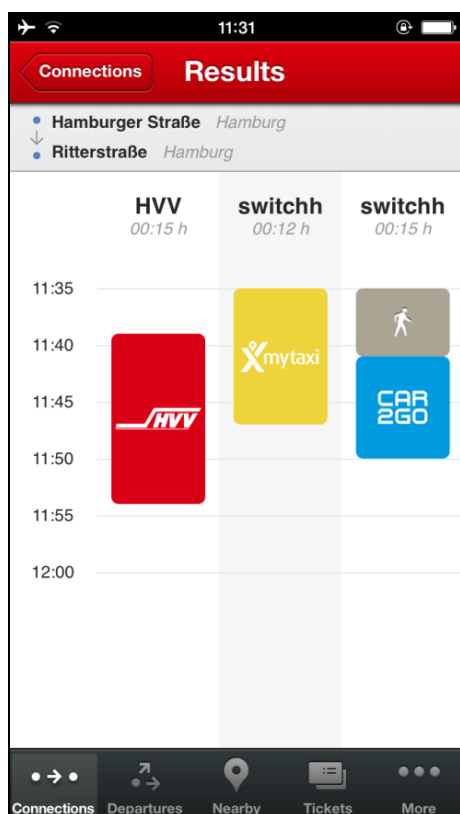 11:31
Connections Results
Hamburger Straße Hamburg
Ritterstraße Hamburg
HVV switchh switchh
00:15 h 00:12 h 00:15 h
11:35
11:40
mytaxi
11:45
CAR
2GO
HVV
11:50
11:55
12:00
Connections Departures Nearby Tickets More